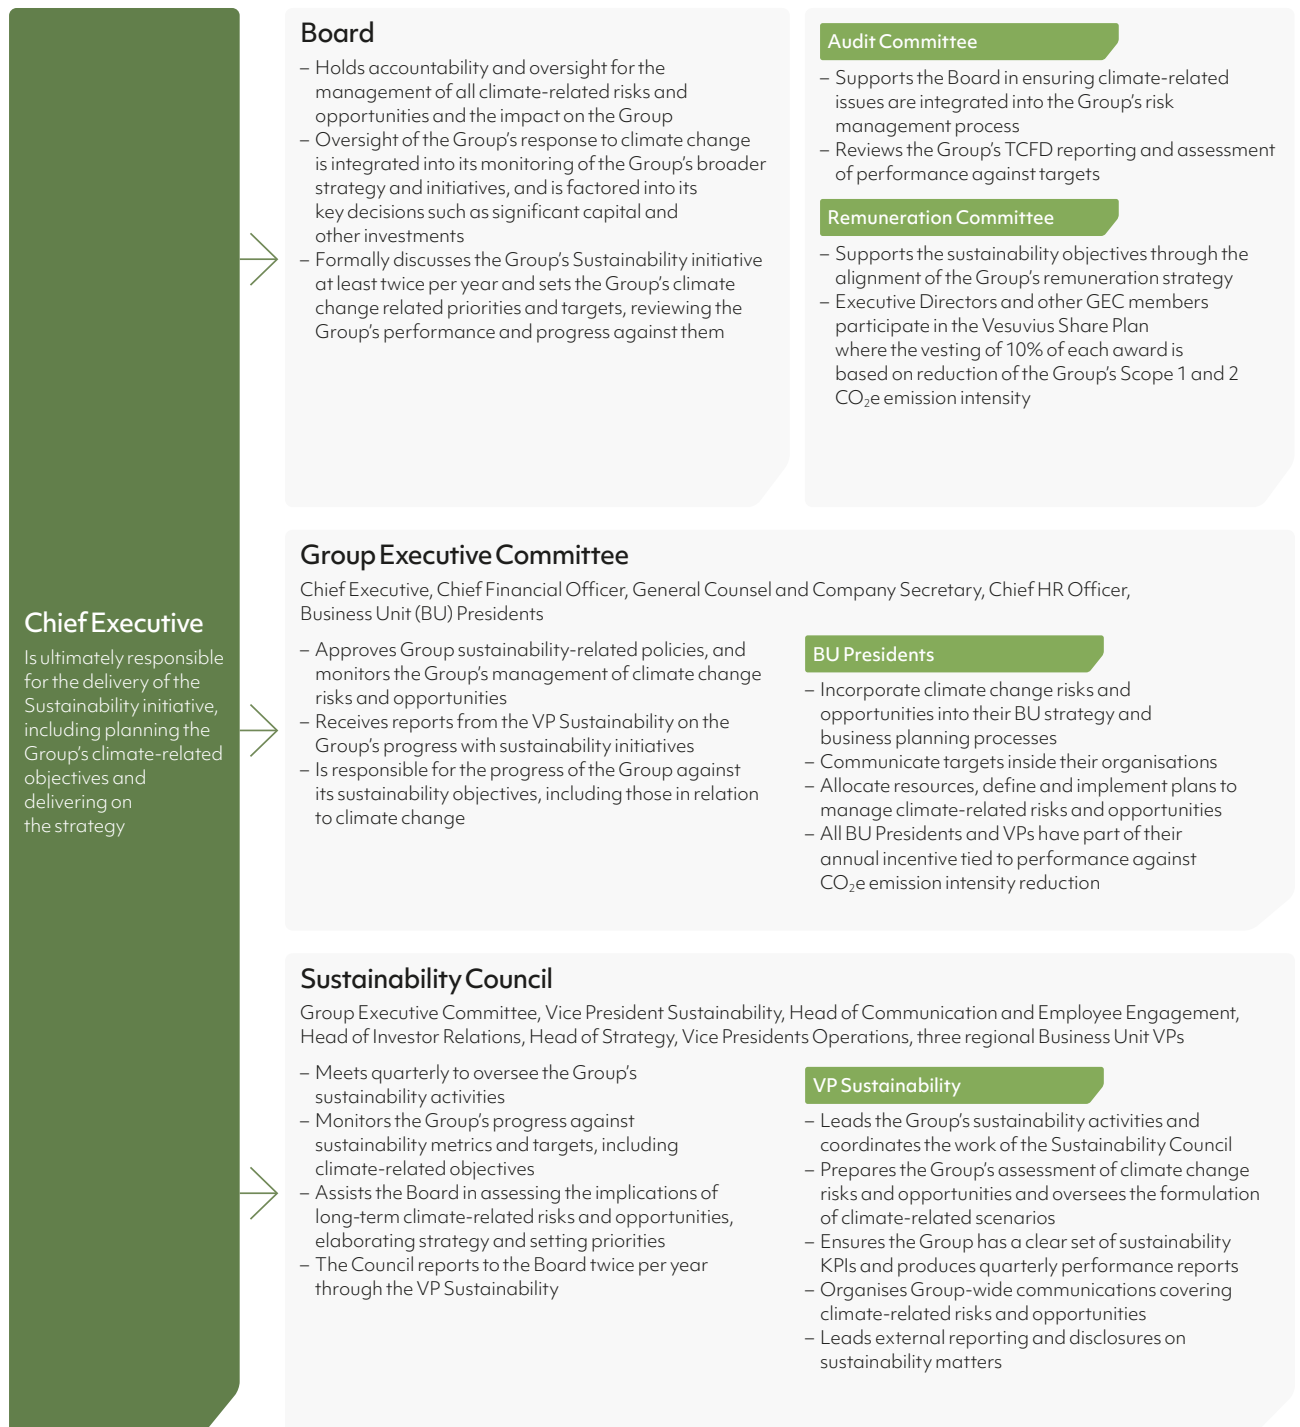 Chief Executive
Is ultimately responsible
for the delivery of the
Sustainability initiative,
including planning the
Group’s climate-related
objectives and
delivering on
the strategy
Board
– Holds accountability and oversight for the
management of all climate-related risks and
opportunities and the impact on the Group
– Oversight of the Group’s response to climate change
is integrated into its monitoring of the Group’s broader
strategy and initiatives, and is factored into its
key decisions such as significant capital and
other investments
– Formally discusses the Group’s Sustainability initiative
at least twice per year and sets the Group’s climate
change related priorities and targets, reviewing the
Group’s performance and progress against them
Audit Committee
– Supports the Board in ensuring climate-related
issues are integrated into the Group’s risk
management process
– Reviews the Group’s TCFD reporting and assessment
of performance against targets
Remuneration Committee
– Supports the sustainability objectives through the
alignment of the Group’s remuneration strategy
– Executive Directors and other GEC members
participate in the Vesuvius Share Plan
where the vesting of 10% of each award is
based on reduction of the Group’s Scope 1 and 2
CO₂e emission intensity
Group Executive Committee
Chief Executive, Chief Financial Officer, General Counsel and Company Secretary, Chief HR Officer,
Business Unit (BU) Presidents
– Approves Group sustainability-related policies, and
monitors the Group’s management of climate change
risks and opportunities
– Receives reports from the VP Sustainability on the
Group’s progress with sustainability initiatives
– Is responsible for the progress of the Group against
its sustainability objectives, including those in relation
to climate change
BU Presidents
– Incorporate climate change risks and
opportunities into their BU strategy and
business planning processes
– Communicate targets inside their organisations
– Allocate resources, define and implement plans to
manage climate-related risks and opportunities
– All BU Presidents and VPs have part of their
annual incentive tied to performance against
CO₂e emission intensity reduction
Sustainability Council
Group Executive Committee, Vice President Sustainability, Head of Communication and Employee Engagement,
Head of Investor Relations, Head of Strategy, Vice Presidents Operations, three regional Business Unit VPs
– Meets quarterly to oversee the Group’s
sustainability activities
– Monitors the Group’s progress against
sustainability metrics and targets, including
climate-related objectives
– Assists the Board in assessing the implications of
long-term climate-related risks and opportunities,
elaborating strategy and setting priorities
– The Council reports to the Board twice per year
through the VP Sustainability
VP Sustainability
– Leads the Group’s sustainability activities and
coordinates the work of the Sustainability Council
– Prepares the Group’s assessment of climate change
risks and opportunities and oversees the formulation
of climate-related scenarios
– Ensures the Group has a clear set of sustainability
KPIs and produces quarterly performance reports
– Organises Group-wide communications covering
climate-related risks and opportunities
– Leads external reporting and disclosures on
sustainability matters